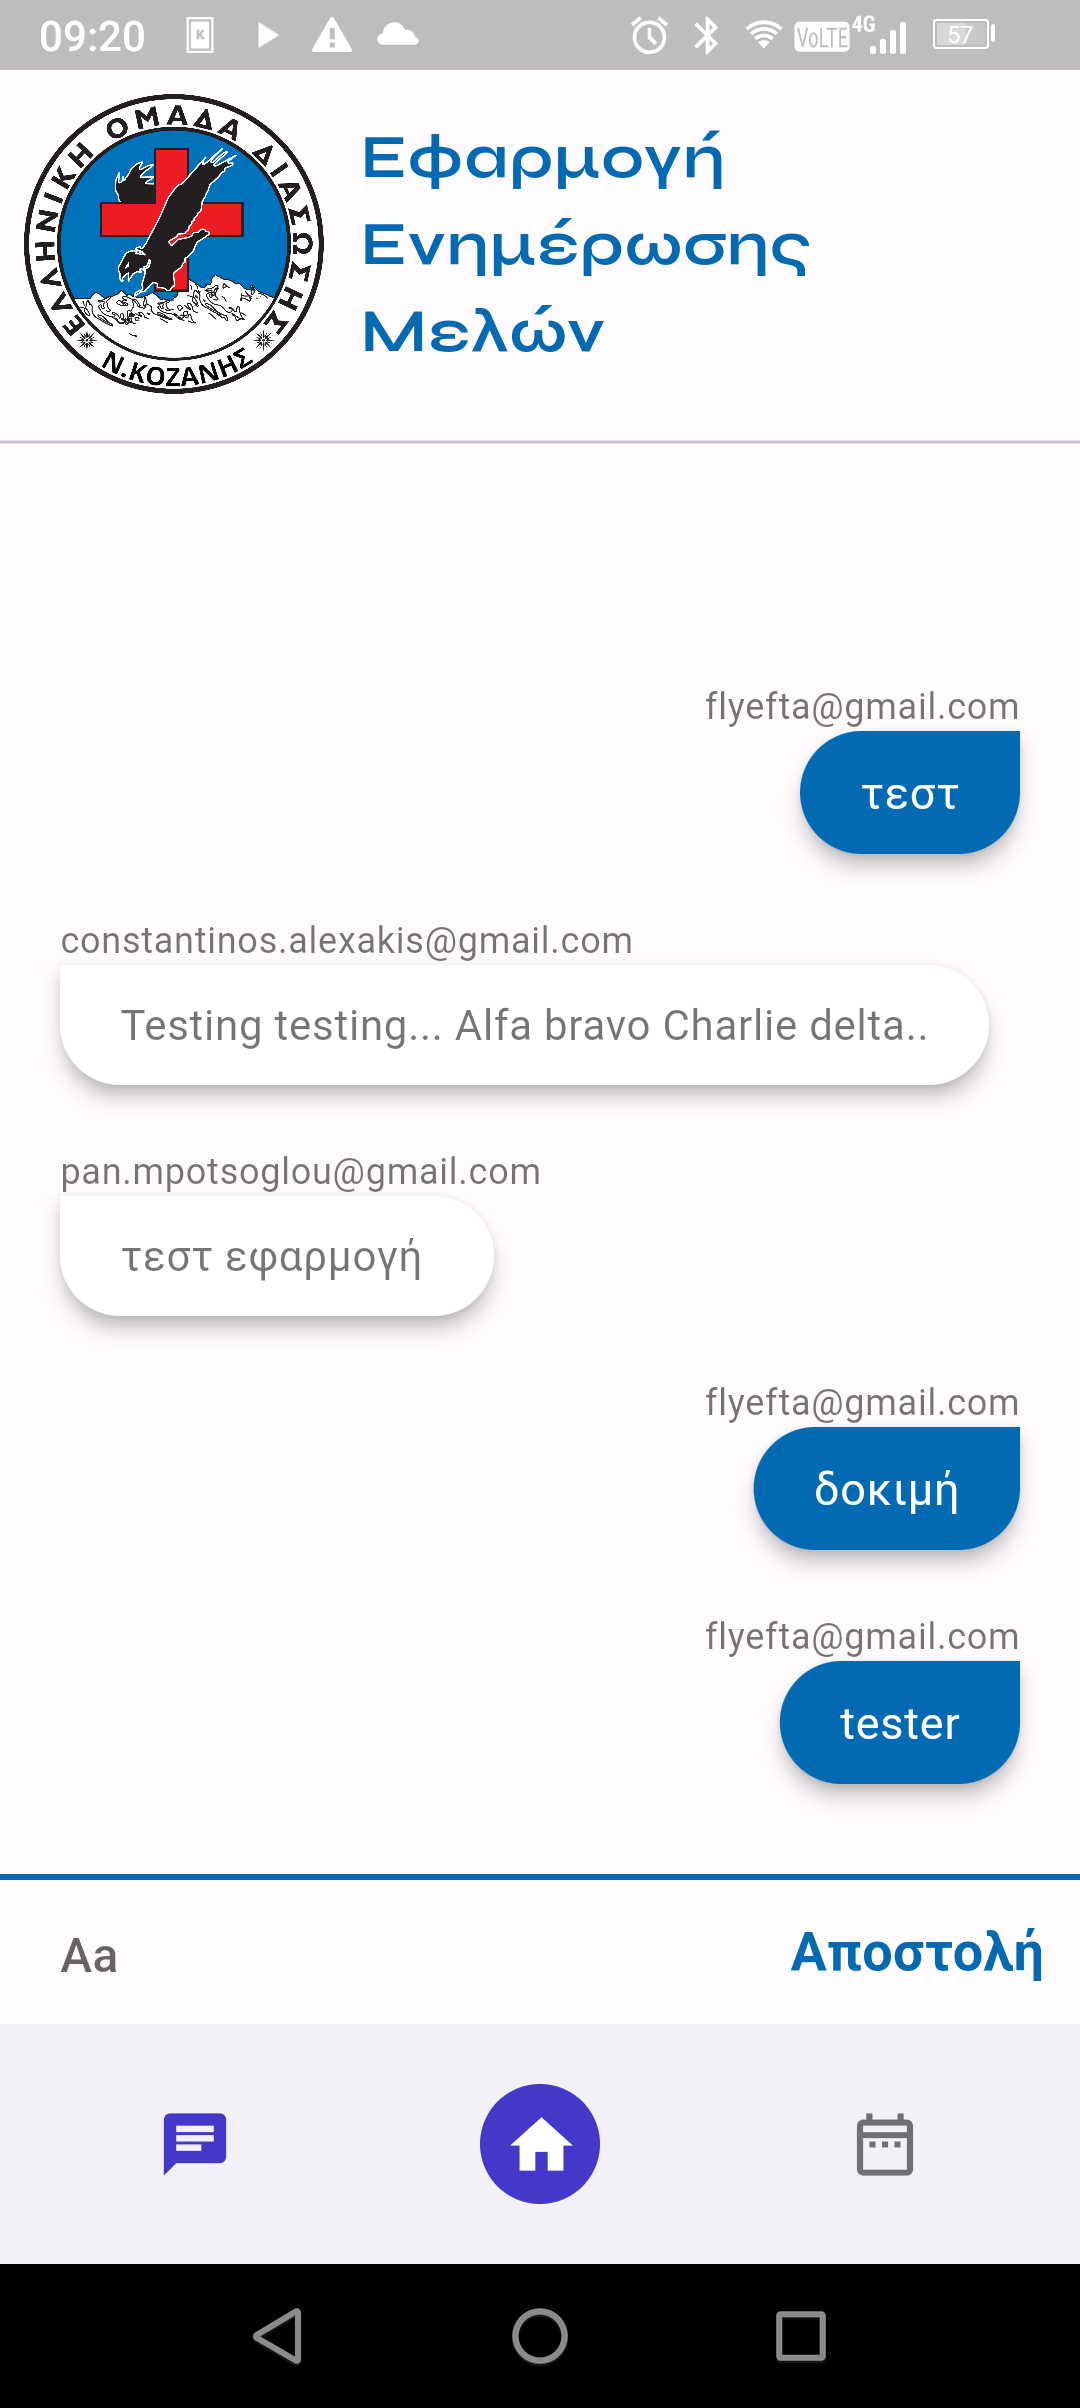 09:20
K
VoLTE
4G
57
ΕΛΛΗΝΙΚΗ ΟΜΑΔΑ ΔΙΑΣΩΣΗΣ
Ν.ΚΟΖΑΝΗΣ
Εφαρμογή
Ενημέρωσης
Μελών
flyefta@gmail.com
τεστ
constantinos.alexakis@gmail.com
Testing testing... Alfa bravo Charlie delta..
pan.mpotsoglou@gmail.com
τεστ εφαρμογή
flyefta@gmail.com
δοκιμή
flyefta@gmail.com
tester
Aa
Αποστολή